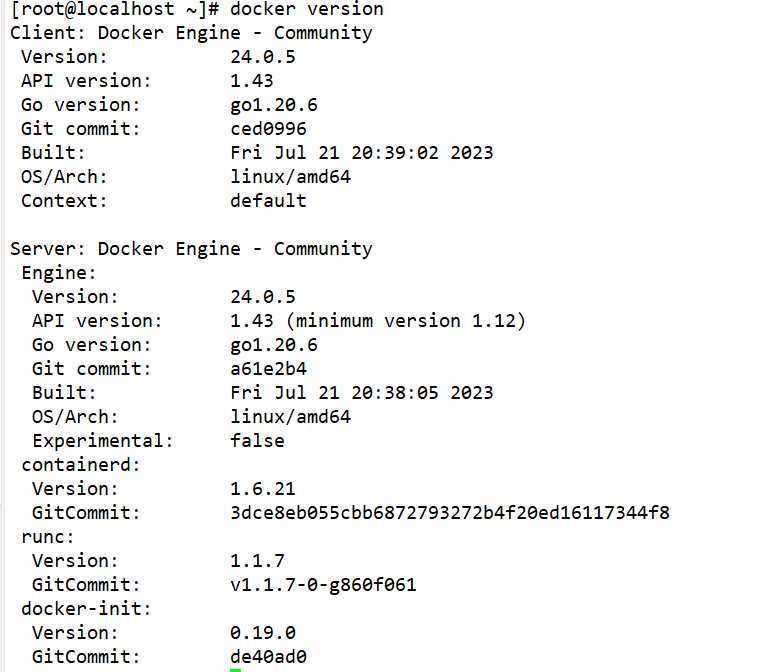 [root@localhost ~]# docker version
Client: Docker Engine - Community
 Version:           24.0.5
 API version:       1.43
 Go version:        go1.20.6
 Git commit:        ced0996
 Built:             Fri Jul 21 20:39:02 2023
 OS/Arch:           linux/amd64
 Context:           default

Server: Docker Engine - Community
 Engine:
  Version:          24.0.5
  API version:      1.43 (minimum version 1.12)
  Go version:       go1.20.6
  Git commit:       a61e2b4
  Built:            Fri Jul 21 20:38:05 2023
  OS/Arch:          linux/amd64
  Experimental:     false
 containerd:
  Version:          1.6.21
  GitCommit:        3dce8eb055cbb6872793272b4f20ed16117344f8
 runc:
  Version:          1.1.7
  GitCommit:        v1.1.7-0-g860f061
 docker-init:
  Version:          0.19.0
  GitCommit:        de40ad0